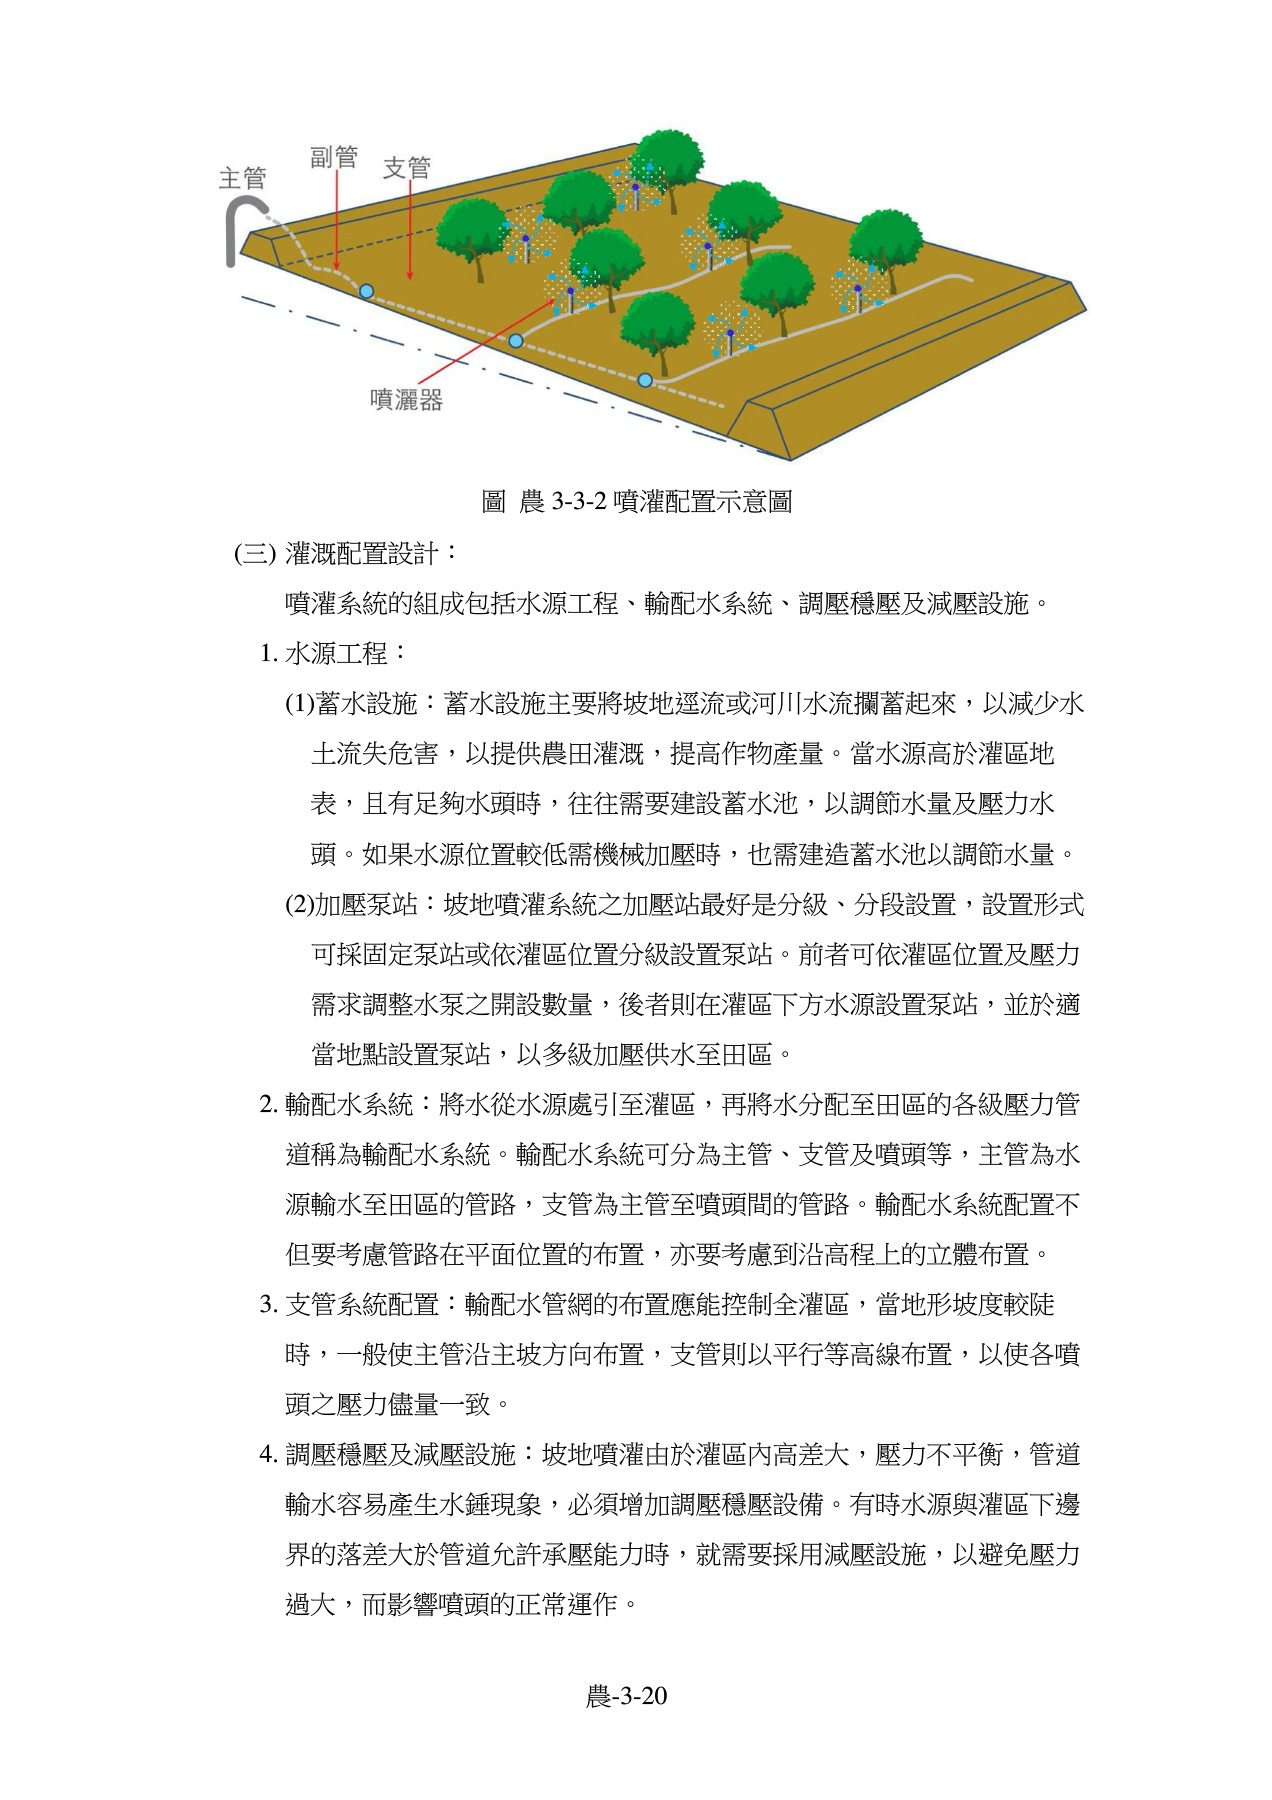 主管
副管
支管
噴灑器
圖 農 3-3-2 噴灌配置示意圖
(三) 灌溉配置設計：
噴灌系統的組成包括水源工程、輸配水系統、調壓穩壓及減壓設施。
1. 水源工程：
(1)蓄水設施：蓄水設施主要將坡地逕流或河川水流攔蓄起來，以減少水
土流失危害，以提供農田灌溉，提高作物產量。當水源高於灌區地
表，且有足夠水頭時，往往需要建設蓄水池，以調節水量及壓力水
頭。如果水源位置較低需機械加壓時，也需建造蓄水池以調節水量。
(2)加壓泵站：坡地噴灌系統之加壓站最好是分級、分段設置，設置形式
可採固定泵站或依灌區位置分級設置泵站。前者可依灌區位置及壓力
需求調整水泵之開設數量，後者則在灌區下方水源設置泵站，並於適
當地點設置泵站，以多級加壓供水至田區。
2. 輸配水系統：將水從水源處引至灌區，再將水分配至田區的各級壓力管
道稱為輸配水系統。輸配水系統可分為主管、支管及噴頭等，主管為水
源輸水至田區的管路，支管為主管至噴頭間的管路。輸配水系統配置不
但要考慮管路在平面位置的布置，亦要考慮到沿高程上的立體布置。
3. 支管系統配置：輸配水管網的布置應能控制全灌區，當地形坡度較陡
時，一般使主管沿主坡方向布置，支管則以平行等高線布置，以使各噴
頭之壓力儘量一致。
4. 調壓穩壓及減壓設施：坡地噴灌由於灌區內高差大，壓力不平衡，管道
輸水容易產生水錘現象，必須增加調壓穩壓設備。有時水源與灌區下邊
界的落差大於管道允許承壓能力時，就需要採用減壓設施，以避免壓力
過大，而影響噴頭的正常運作。
農-3-20